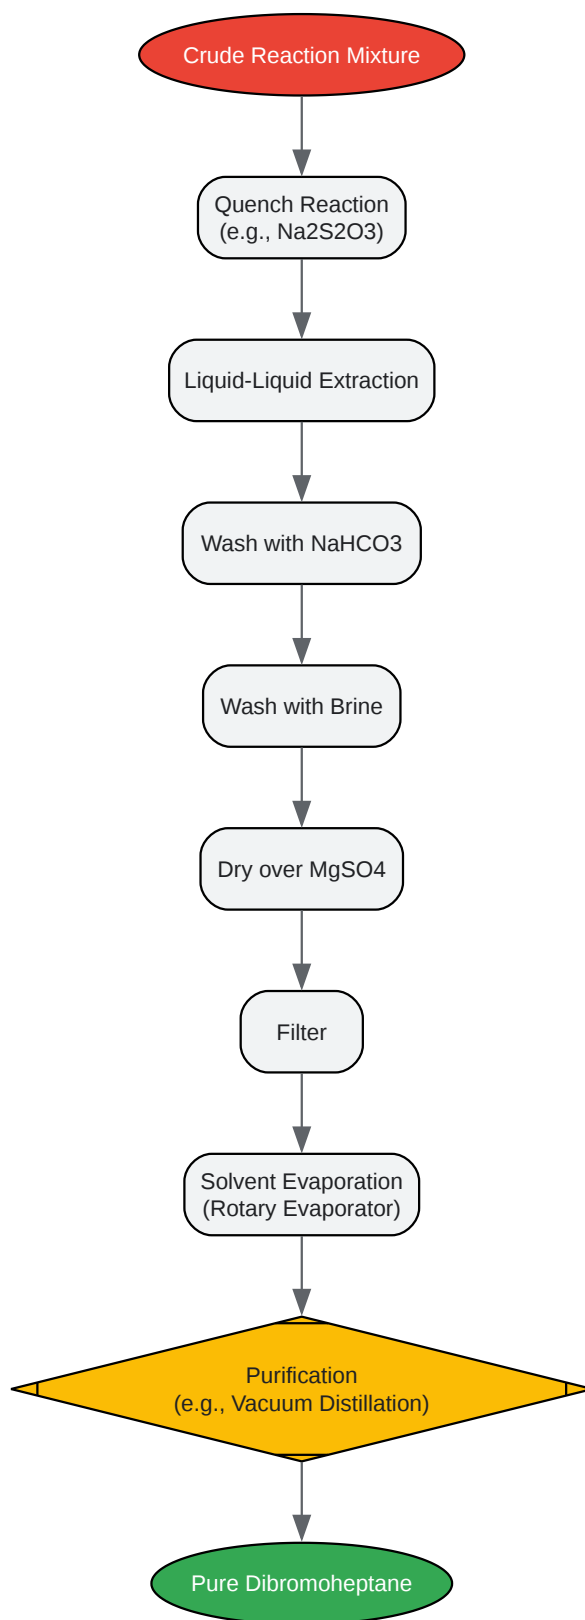 Crude Reaction Mixture
Quench Reaction
(e.g., Na2S2O3)
Liquid-Liquid Extraction
Wash with NaHCO3
Wash with Brine
Dry over MgSO4
Filter
Solvent Evaporation
(Rotary Evaporator)
Purification
(e.g., Vacuum Distillation)
Pure Dibromoheptane